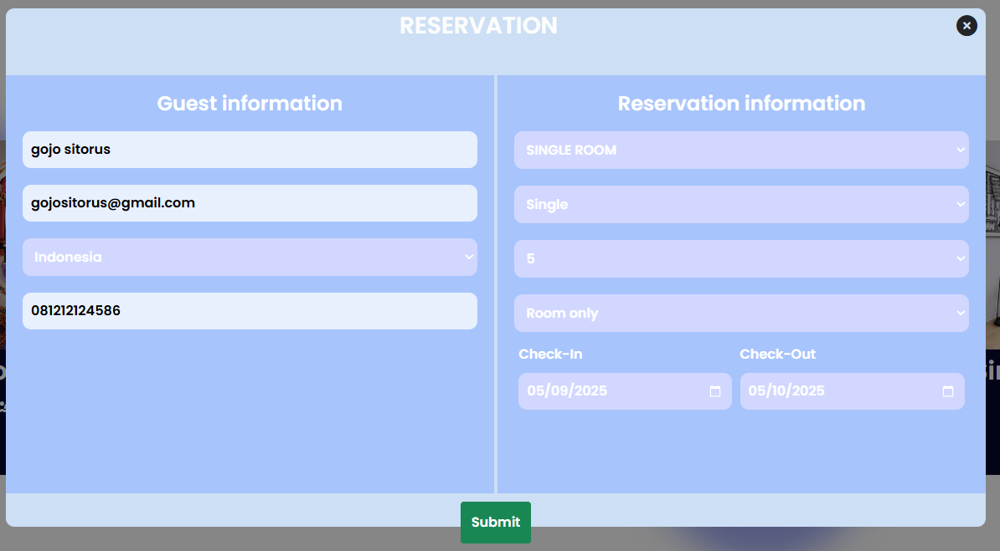 RESERVATION
Guest information
gojo sitorus
gojositorus@gmail.com
Indonesia
081212124586
Reservation information
SINGLE ROOM
Single
5
Room only
Check-In
Check-Out
05/09/2025
05/10/2025
Submit